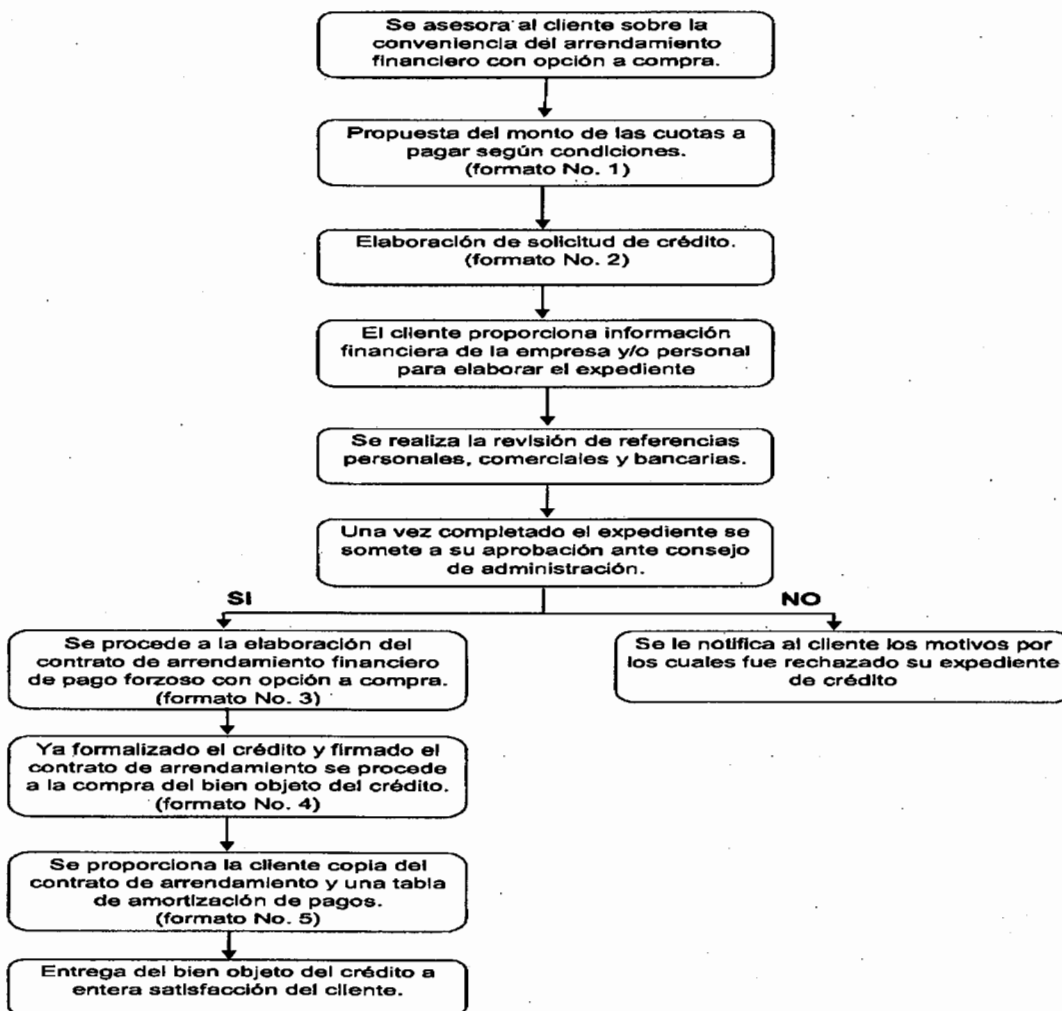 Se asesora al cliente sobre la
conveniencia del arrendamiento
financiero con opción a compra.
Propuesta del monto de las cuotas a
pagar según condiciones.
(formato No. 1)
Elaboración de solicitud de crédito.
(formato No. 2)
El cliente proporciona información
financiera de la empresa y/o personal
para elaborar el expediente
Se realiza la revisión de referencias
personales, comerciales y bancarias.
Una vez completado el expediente se
somete a su aprobación ante consejo
de administración.
SI
NO
Se procede a la elaboración del
contrato de arrendamiento financiero
de pago forzoso con opción a compra.
(formato No. 3)
Se le notifica al cliente los motivos por
los cuales fue rechazado su expediente
de crédito
Ya formalizado el crédito y firmado el
contrato de arrendamiento se procede
a la compra del bien objeto del crédito.
(formato No. 4)
Se proporciona la cliente copia del
contrato de arrendamiento y una tabla
de amortización de pagos.
(formato No. 5)
Entrega del bien objeto del crédito a
entera satisfacción del cliente.